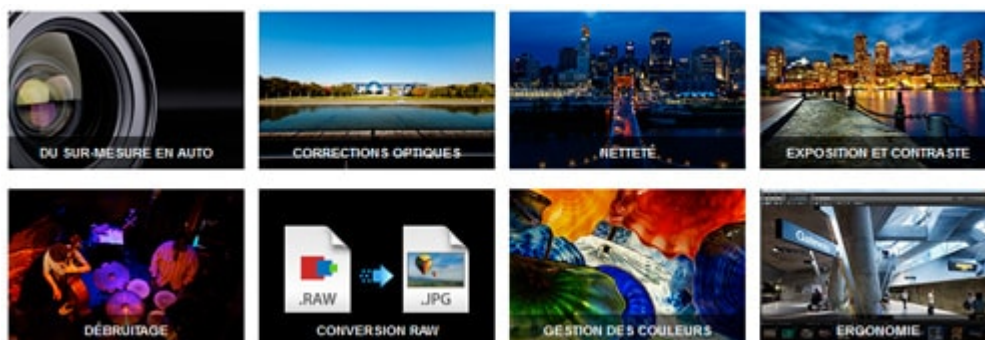 DU SUR-MESURE EN AUTO
CORRECTIONS OPTIQUES
NETTETÉ
EXPOSITION ET CONTRASTE
DÉBRUITAGE
.RAW
.JPG
CONVERSION RAW
GESTION DES COULEURS
ERGONOMIE